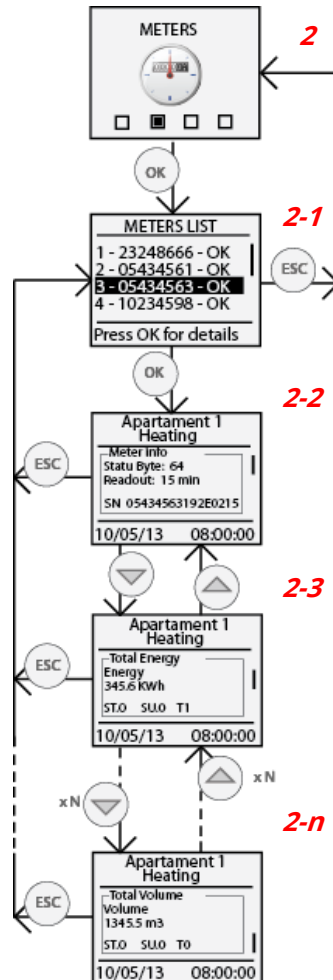 METERS
2
OK
2-1
METERS LIST
1 - 23248666 - OK
2 - 05434561 - OK
3 - 05434563 - OK
4 - 10234598 - OK
Press OK for details
ESC
OK
2-2
Apartament 1
Heating
Meter info
Statu Byte: 64
Readout: 15 min
SN 05434563192E0215
10/05/13 08:00:00
ESC
2-3
Apartament 1
Heating
Total Energy
Energy
345.6 KWh
ST.0 SU.0 T1
10/05/13 08:00:00
ESC
xN
xN
2-n
Apartament 1
Heating
Total Volume
Volume
1345.5 m3
ST.0 SU.0 T0
10/05/13 08:00:00
ESC